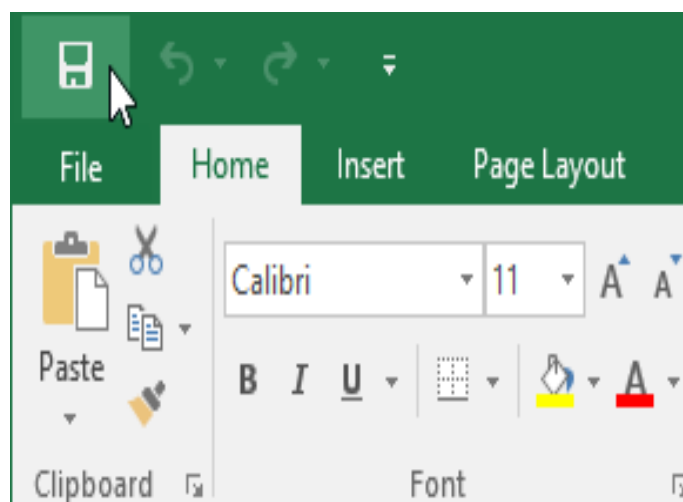 File Home Insert Page Layout
Calibri 11 A A
Paste B I U A
Clipboard Font